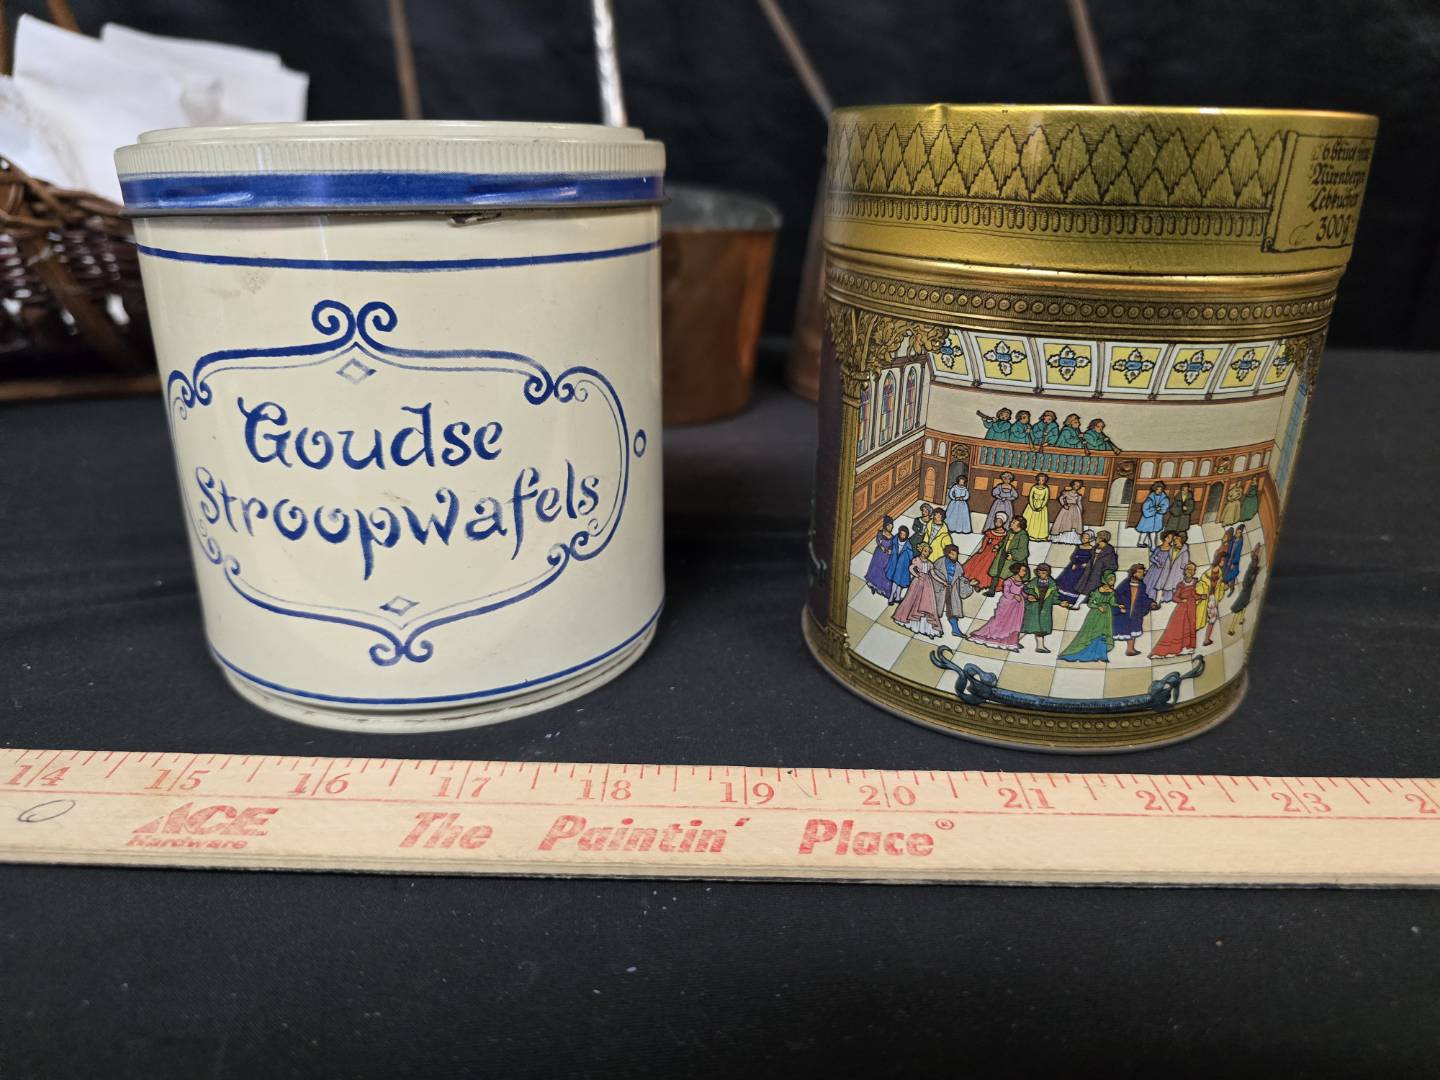 Goudse
Stroopwafels
6 Stück feine
Nürnberger
Lebkuchen
300g
14 15 16 17 18 19 20 21 22 23
ACE
Hardware
The Paintin' Place®